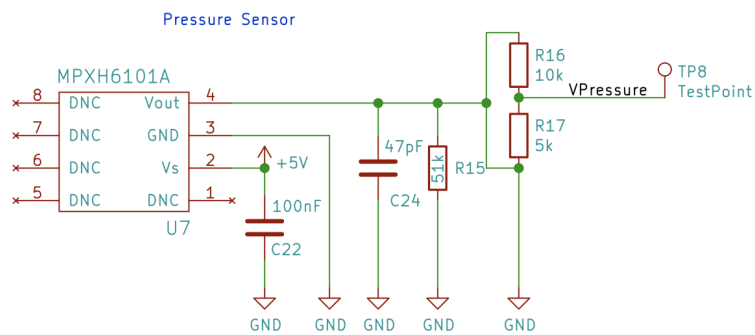 Pressure Sensor
MPXH6101A
8 DNC Vout 4
7 DNC GND 3
6 DNC Vs 2
5 DNC DNC 1
U7
+5V
100nF
C22
47pF
C24
51k
R15
R16
10k
VPressure
TP8
TestPoint
R17
5k
GND GND GND GND GND